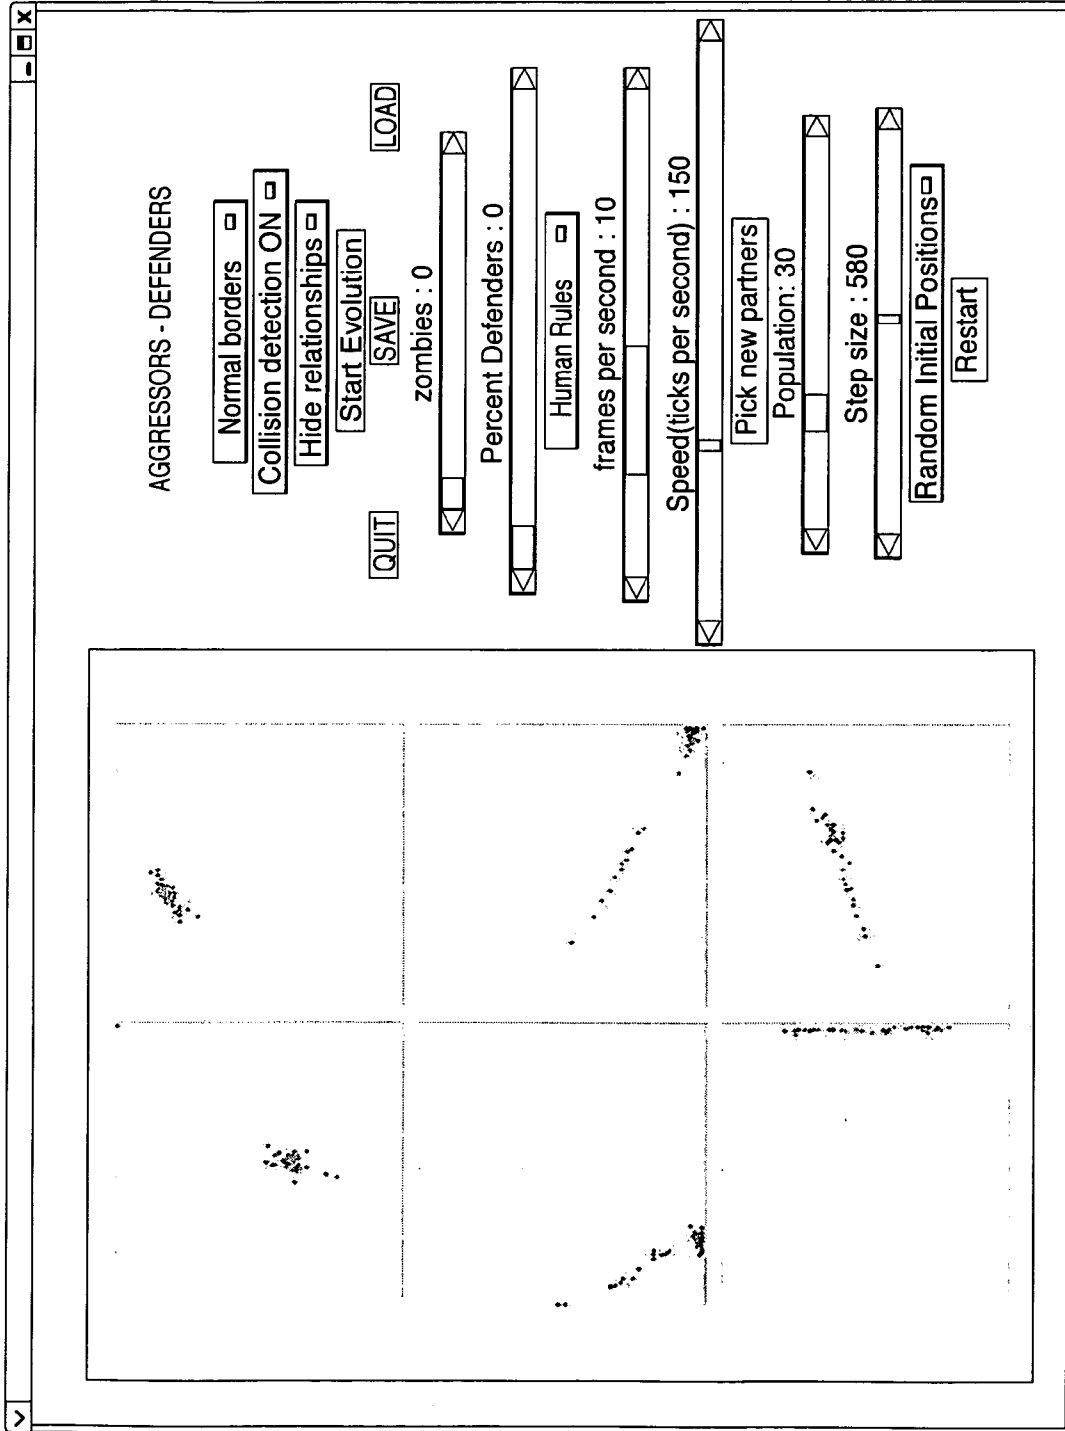 AGGRESSORS - DEFENDERS
Normal borders
Collision detection ON
Hide relationships
Start Evolution
QUIT SAVE LOAD
zombies : 0
Percent Defenders : 0
Human Rules
frames per second : 10
Speed(ticks per second) : 150
Pick new partners
Population: 30
Step size : 580
Random Initial Positions
Restart